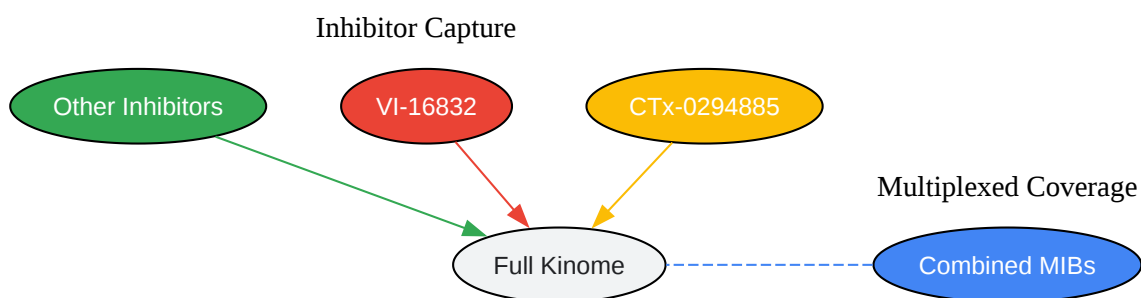 Inhibitor Capture
Other Inhibitors
VI-16832
CTx-0294885
Multiplexed Coverage
Full Kinome
Combined MIBs